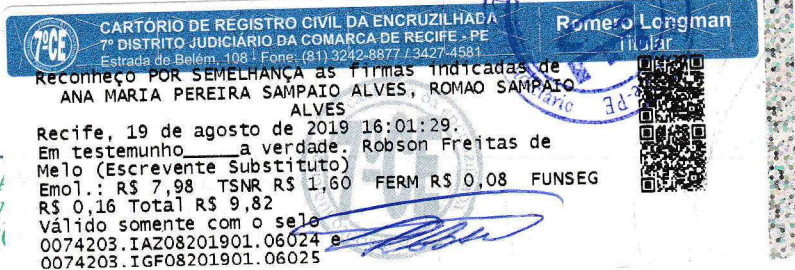 7ºCE
CARTÓRIO DE REGISTRO CIVIL DA ENCRUZILHADA
7º DISTRITO JUDICIÁRIO DA COMARCA DE RECIFE - PE
Estrada de Belém, 108 - Fone: (81) 3242-8877 / 3427-4581
Romero Longman
Titular
Reconheço POR SEMELHANÇA as firmas indicadas de
ANA MARIA PEREIRA SAMPAIO ALVES, ROMAO SAMPAIO
ALVES
Recife, 19 de agosto de 2019 16:01:29.
Em testemunho_____a verdade. Robson Freitas de
Melo (Escrevente Substituto)
Emol.: R$ 7,98 TSNR R$ 1,60 FERM R$ 0,08 FUNSEG
R$ 0,16 Total R$ 9,82
Válido somente com o selo
0074203.IAZ08201901.06024 e
0074203.IGF08201901.06025